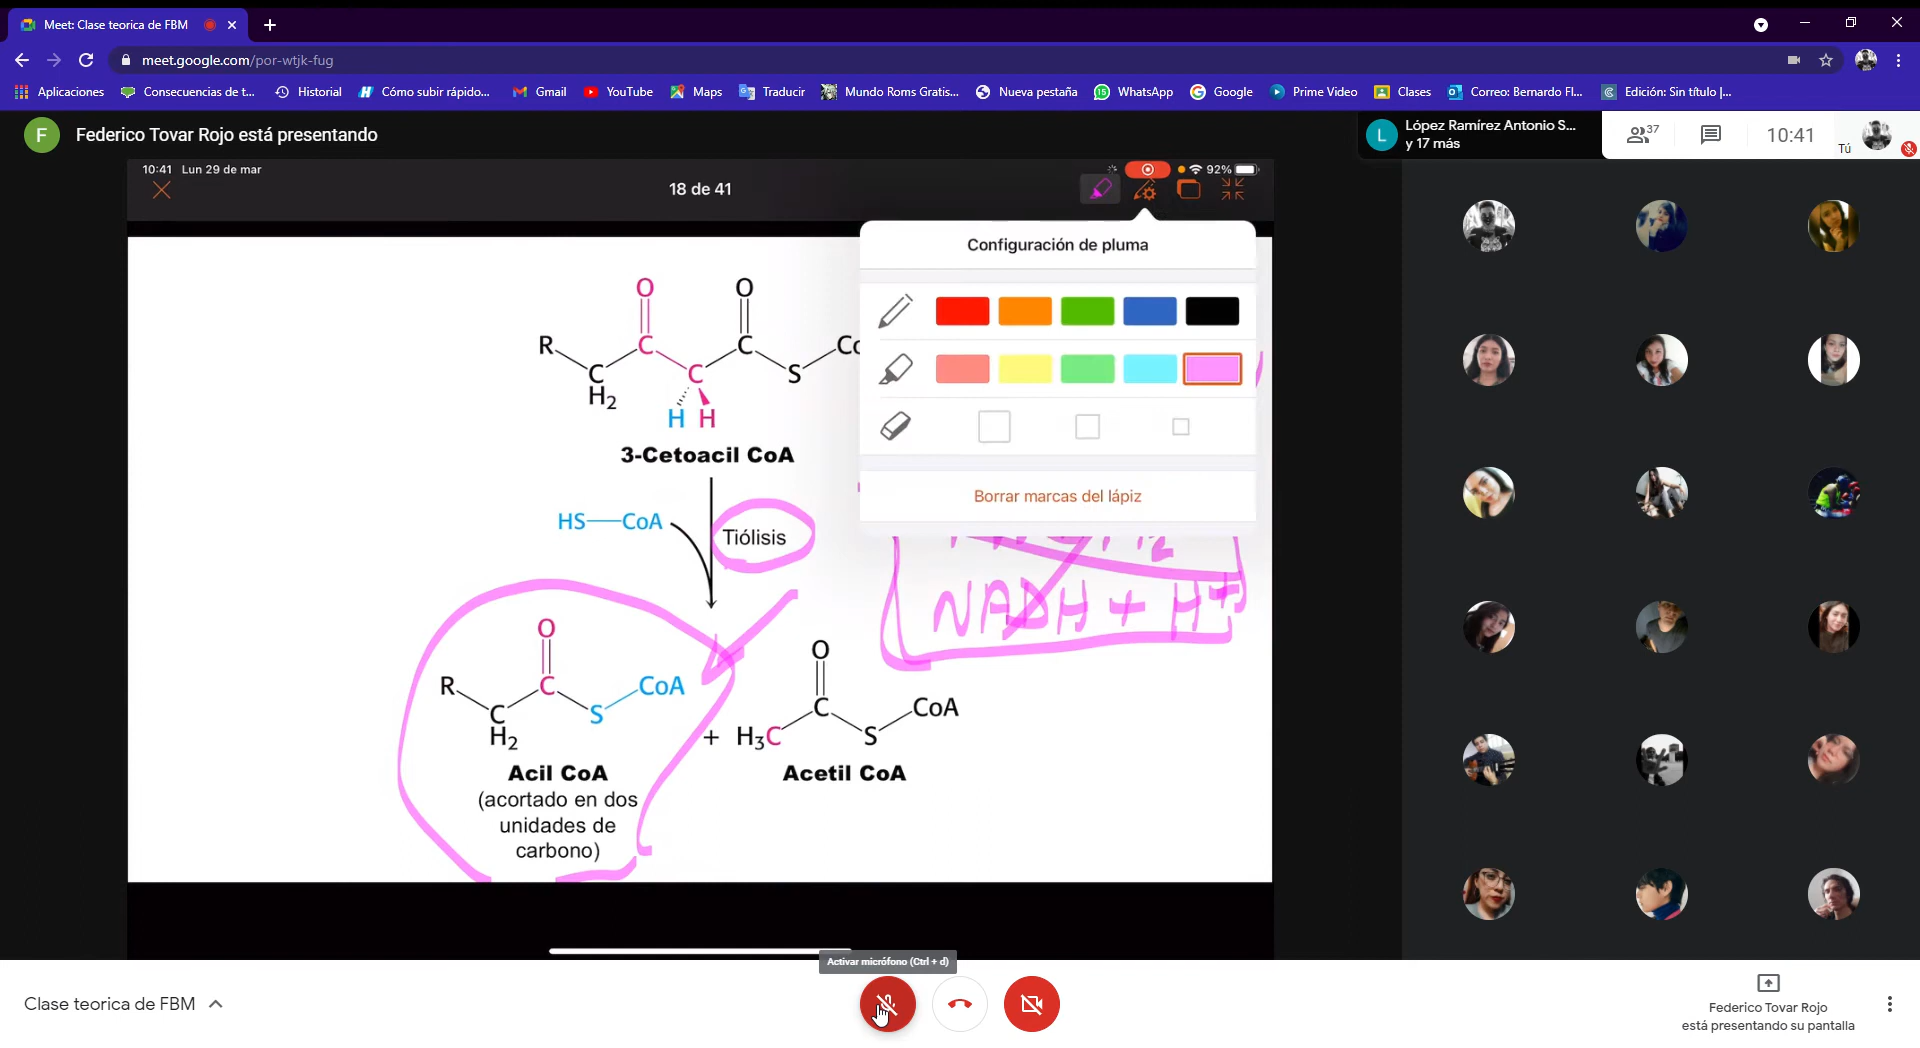 Meet: Clase teorica de FBM
meet.google.com/por-wtjk-fug
Aplicaciones Consecuencias de t... Historial Cómo subir rápido... Gmail YouTube Maps Traducir Mundo Roms Gratis... Nueva pestaña WhatsApp Google Prime Video Clases Correo: Bernardo Fl... Edición: Sin título |...
F Federico Tovar Rojo está presentando
L López Ramírez Antonio S...
y 17 más
37
10:41
Tú
10:41 Lun 29 de mar
92%
18 de 41
Configuración de pluma
Borrar marcas del lápiz
O O
R C C Co
C C S
H2
H H
3-Cetoacil CoA
HS—CoA
Tiólisis
NADH + H+
O
R C CoA
C S
H2
Acil CoA
(acortado en dos
unidades de
carbono)
+
O
C CoA
H3C S
Acetil CoA
Activar micrófono (Ctrl + d)
Clase teorica de FBM
Federico Tovar Rojo
está presentando su pantalla